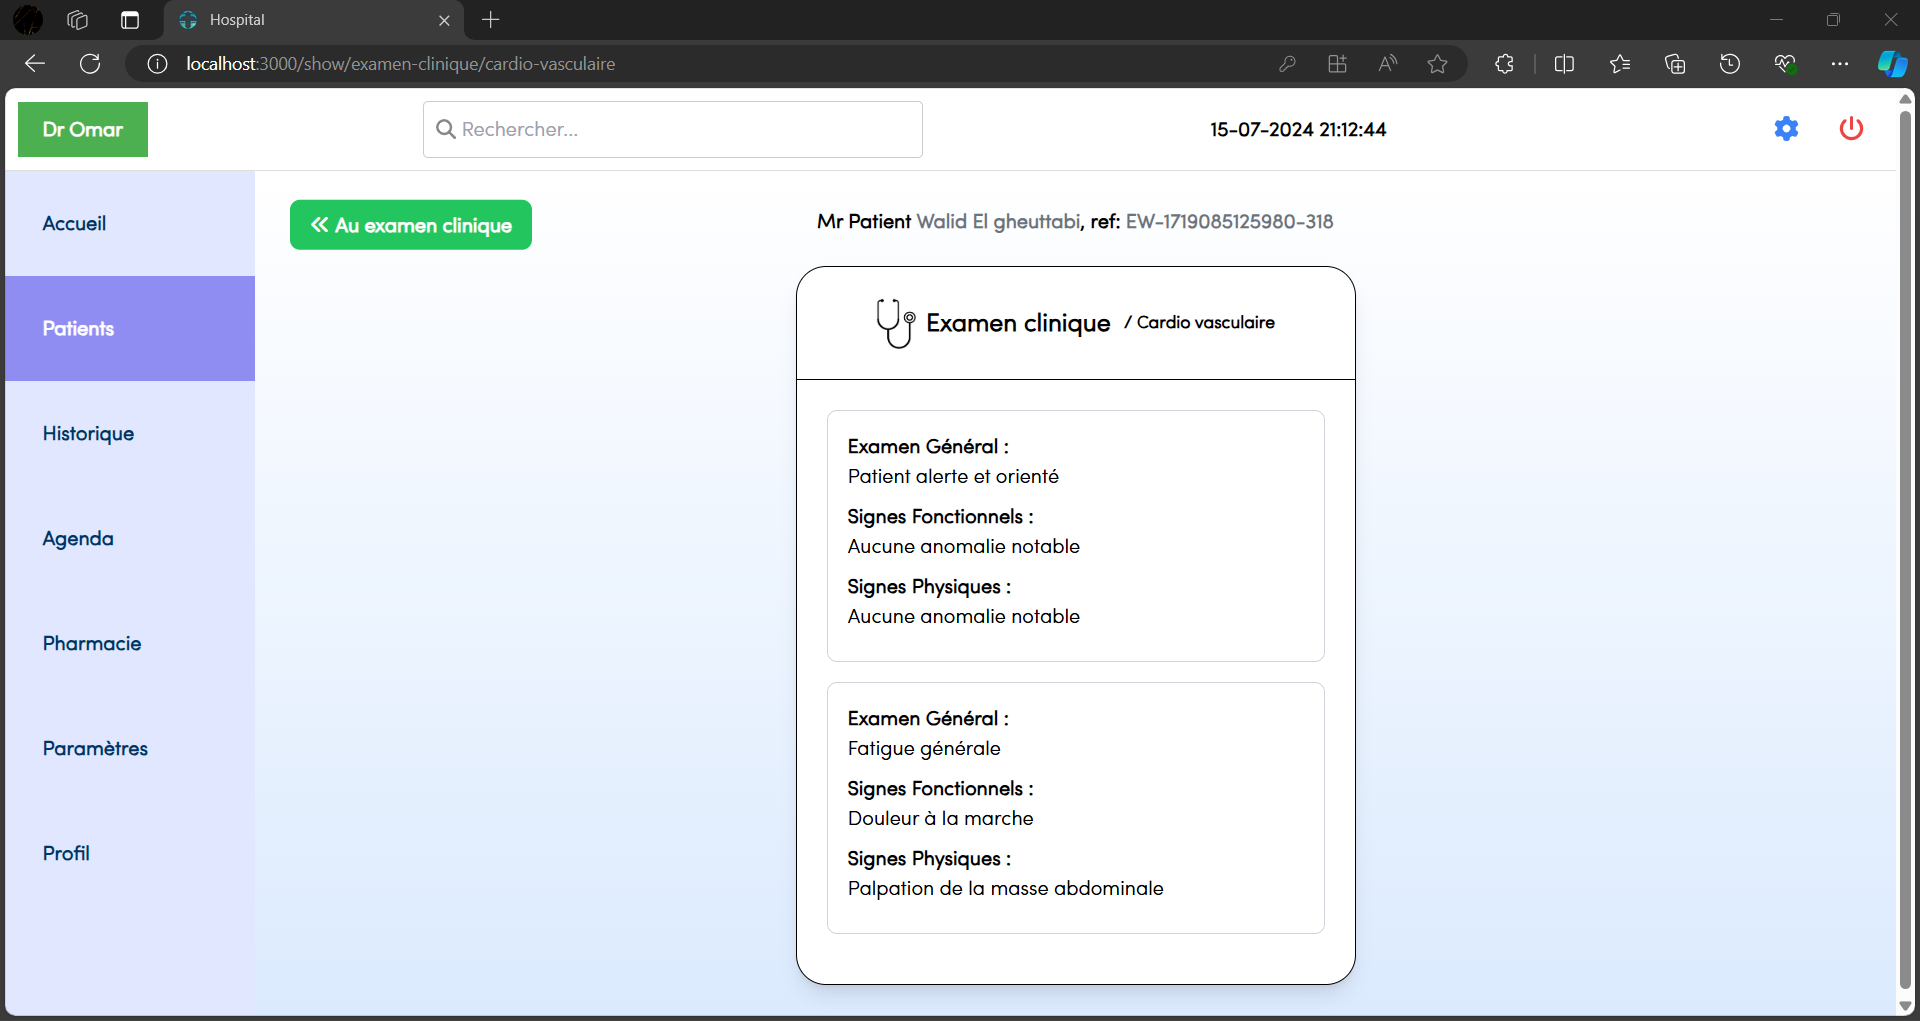 Hospital
localhost:3000/show/examen-clinique/cardio-vasculaire
Dr Omar
Rechercher...
15-07-2024 21:12:44
Accueil
Patients
Historique
Agenda
Pharmacie
Paramètres
Profil
« Au examen clinique
Mr Patient Walid El gheuttabi, ref: EW-1719085125980-318
Examen clinique / Cardio vasculaire
Examen Général :
Patient alerte et orienté
Signes Fonctionnels :
Aucune anomalie notable
Signes Physiques :
Aucune anomalie notable
Examen Général :
Fatigue générale
Signes Fonctionnels :
Douleur à la marche
Signes Physiques :
Palpation de la masse abdominale